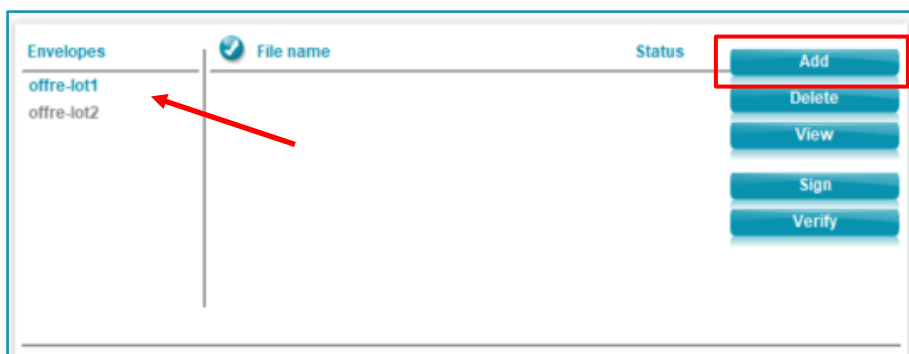 Envelopes
File name
Status
Add
offre-lot1
Delete
offre-lot2
View
Sign
Verify